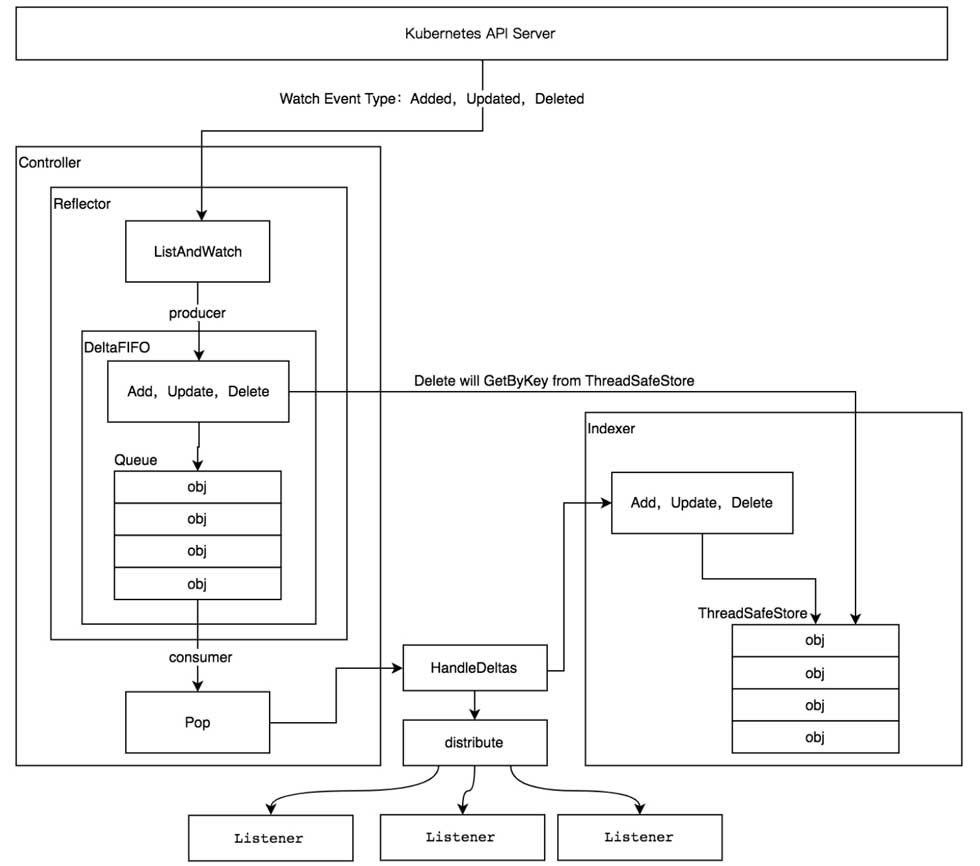 Kubernetes API Server
Watch Event Type：Added，Updated，Deleted
Controller
Reflector
ListAndWatch
producer
DeltaFIFO
Add，Update，Delete
Delete will GetByKey from ThreadSafeStore
Queue
obj
obj
obj
obj
consumer
Pop
HandleDeltas
distribute
Listener
Listener
Listener
Indexer
Add，Update，Delete
ThreadSafeStore
obj
obj
obj
obj